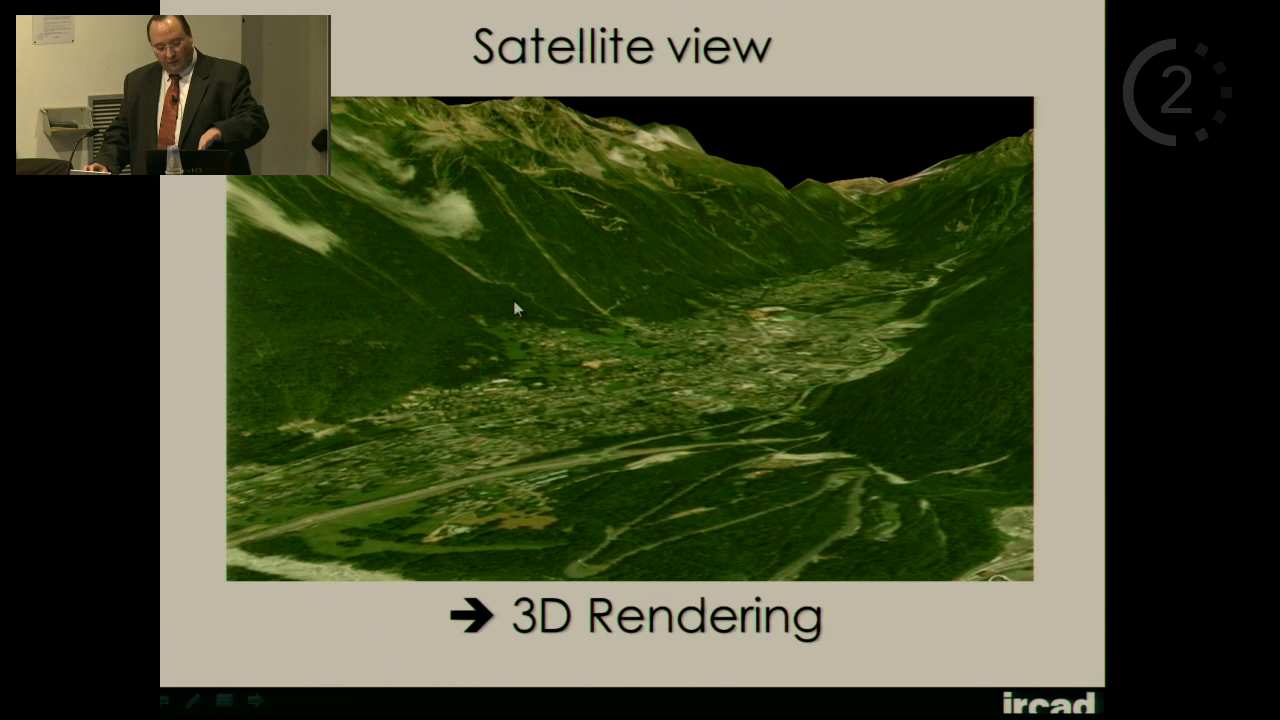 Satellite view
2
➔ 3D Rendering
ircad